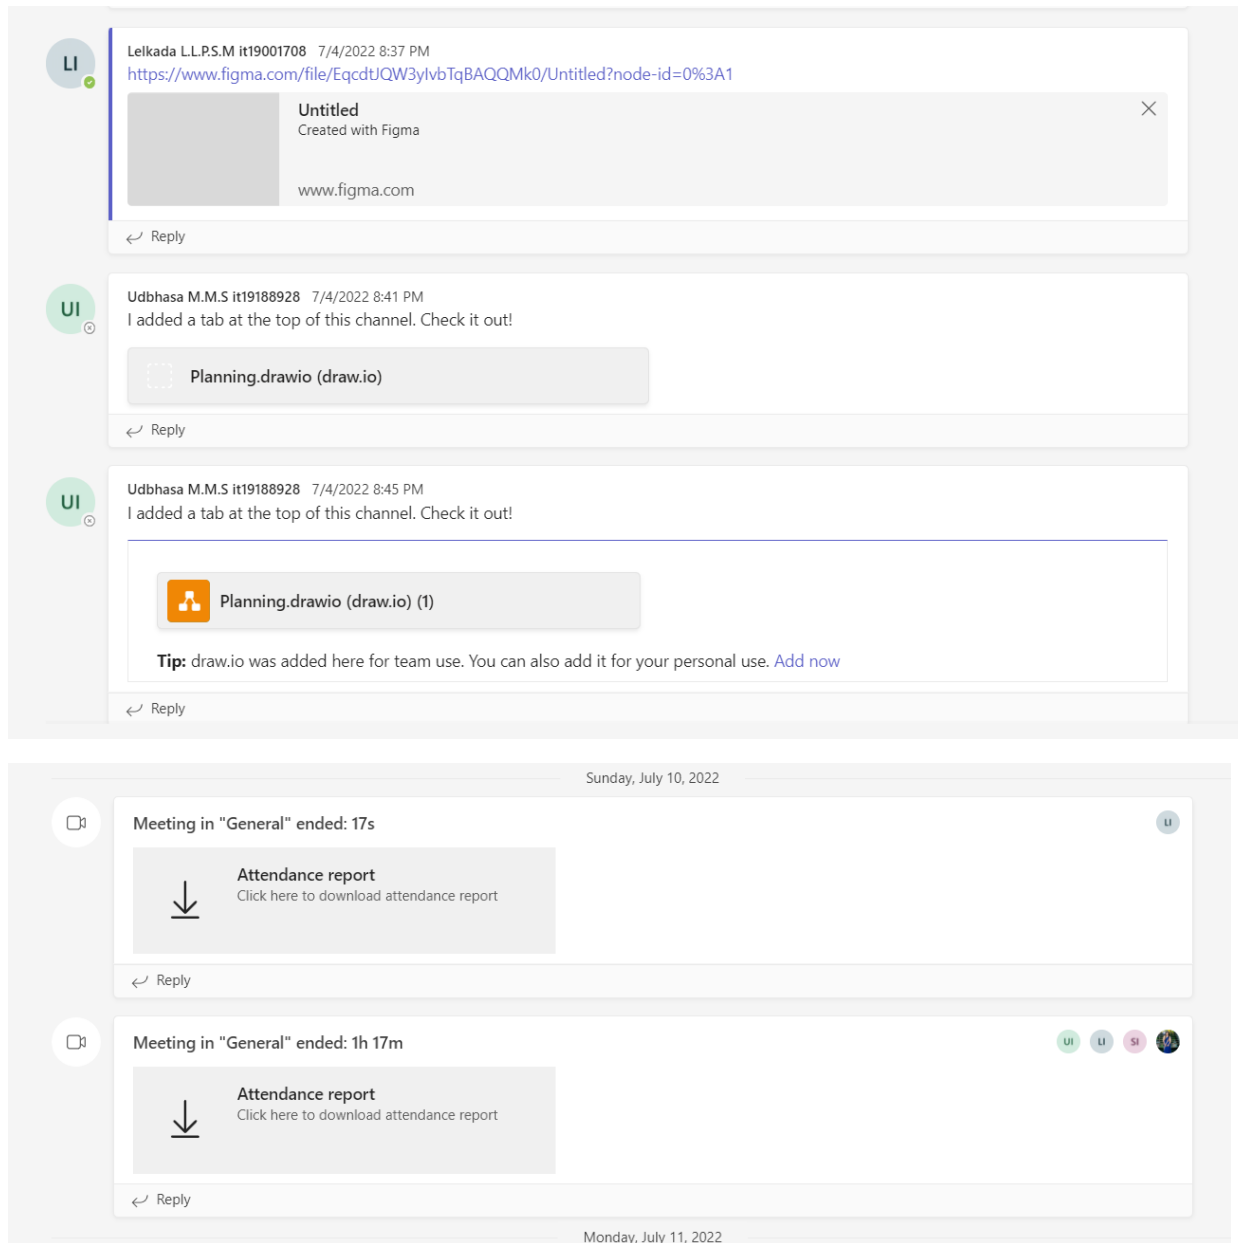 LI
Lelkada L.L.P.S.M it19001708 7/4/2022 8:37 PM
https://www.figma.com/file/EqcdtJQW3yIvbTqBAQQMk0/Untitled?node-id=0%3A1
Untitled
Created with Figma
www.figma.com
Reply
UI
Udbhasa M.M.S it19188928 7/4/2022 8:41 PM
I added a tab at the top of this channel. Check it out!
Planning.drawio (draw.io)
Reply
UI
Udbhasa M.M.S it19188928 7/4/2022 8:45 PM
I added a tab at the top of this channel. Check it out!
Planning.drawio (draw.io) (1)
Tip: draw.io was added here for team use. You can also add it for your personal use. Add now
Reply
Sunday, July 10, 2022
Meeting in "General" ended: 17s
LI
Attendance report
Click here to download attendance report
Reply
Meeting in "General" ended: 1h 17m
UI LI SI
Attendance report
Click here to download attendance report
Reply
Monday, July 11, 2022